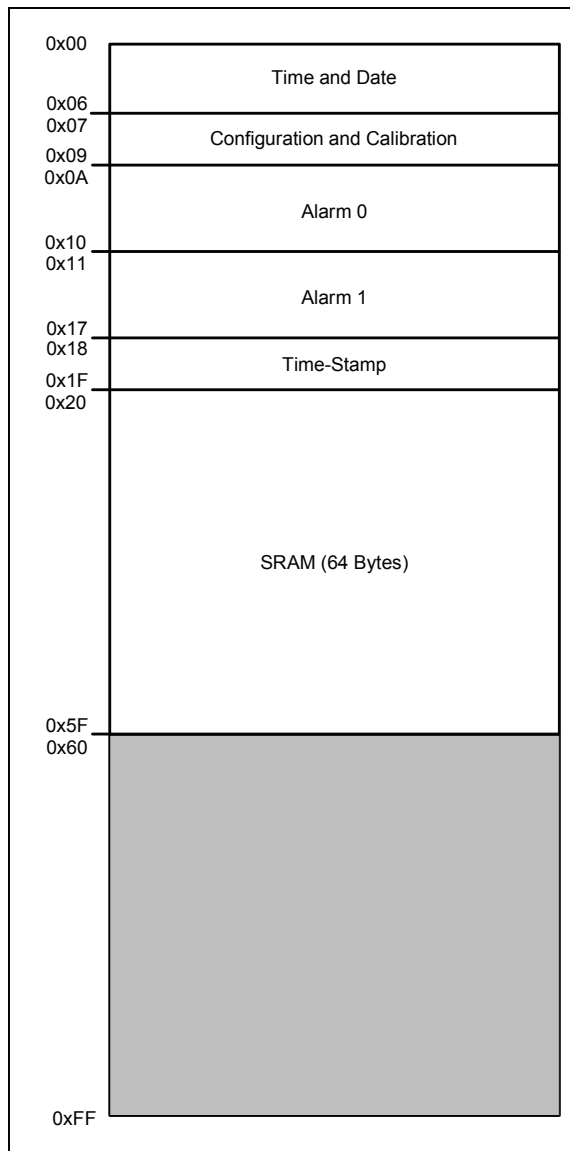 0x00
Time and Date
0x06
0x07
Configuration and Calibration
0x09
0x0A
Alarm 0
0x10
0x11
Alarm 1
0x17
0x18
Time-Stamp
0x1F
0x20
SRAM (64 Bytes)
0x5F
0x60
0xFF